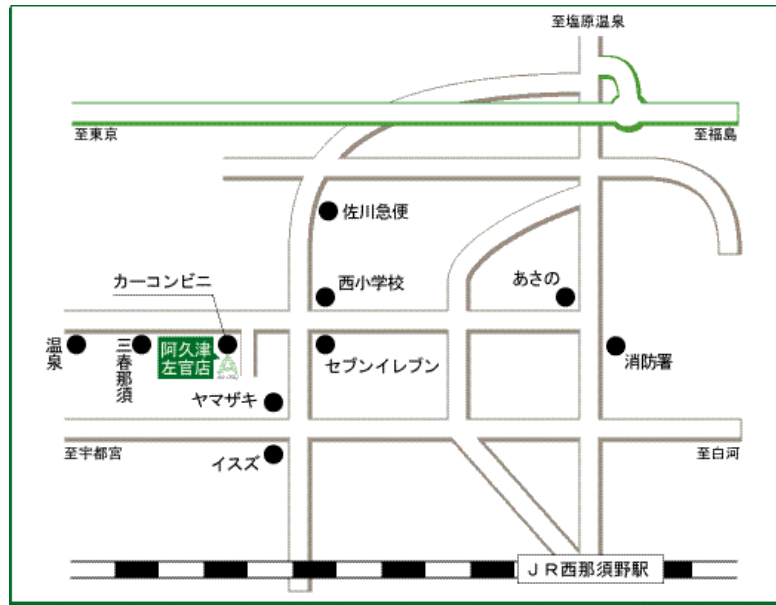 至塩原温泉
至東京
至福島
佐川急便
カーコンビニ
西小学校
あさの
温泉
三春那須
阿久津
左官店
セブンイレブン
消防署
ヤマザキ
至宇都宮
イスズ
至白河
ＪＲ西那須野駅